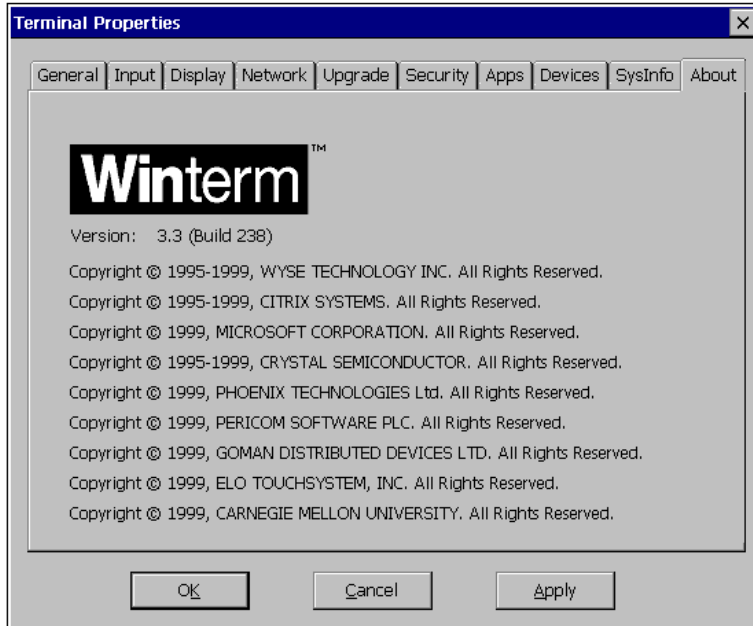 Terminal Properties
General Input Display Network Upgrade Security Apps Devices SysInfo About
Winterm™
Version: 3.3 (Build 238)
Copyright © 1995-1999, WYSE TECHNOLOGY INC. All Rights Reserved.
Copyright © 1995-1999, CITRIX SYSTEMS. All Rights Reserved.
Copyright © 1999, MICROSOFT CORPORATION. All Rights Reserved.
Copyright © 1995-1999, CRYSTAL SEMICONDUCTOR. All Rights Reserved.
Copyright © 1999, PHOENIX TECHNOLOGIES Ltd. All Rights Reserved.
Copyright © 1999, PERICOM SOFTWARE PLC. All Rights Reserved.
Copyright © 1999, GOMAN DISTRIBUTED DEVICES LTD. All Rights Reserved.
Copyright © 1999, ELO TOUCHSYSTEM, INC. All Rights Reserved.
Copyright © 1999, CARNEGIE MELLON UNIVERSITY. All Rights Reserved.
OK Cancel Apply